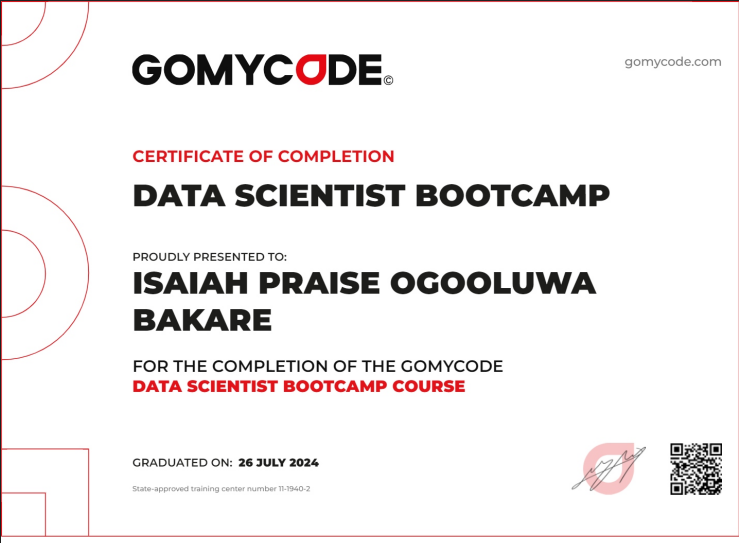 GOMYCODE©
gomycode.com
CERTIFICATE OF COMPLETION
DATA SCIENTIST BOOTCAMP
PROUDLY PRESENTED TO:
ISAIAH PRAISE OGOOLUWA
BAKARE
FOR THE COMPLETION OF THE GOMYCODE
DATA SCIENTIST BOOTCAMP COURSE
GRADUATED ON: 26 JULY 2024
State-approved training center number 11-1940-2